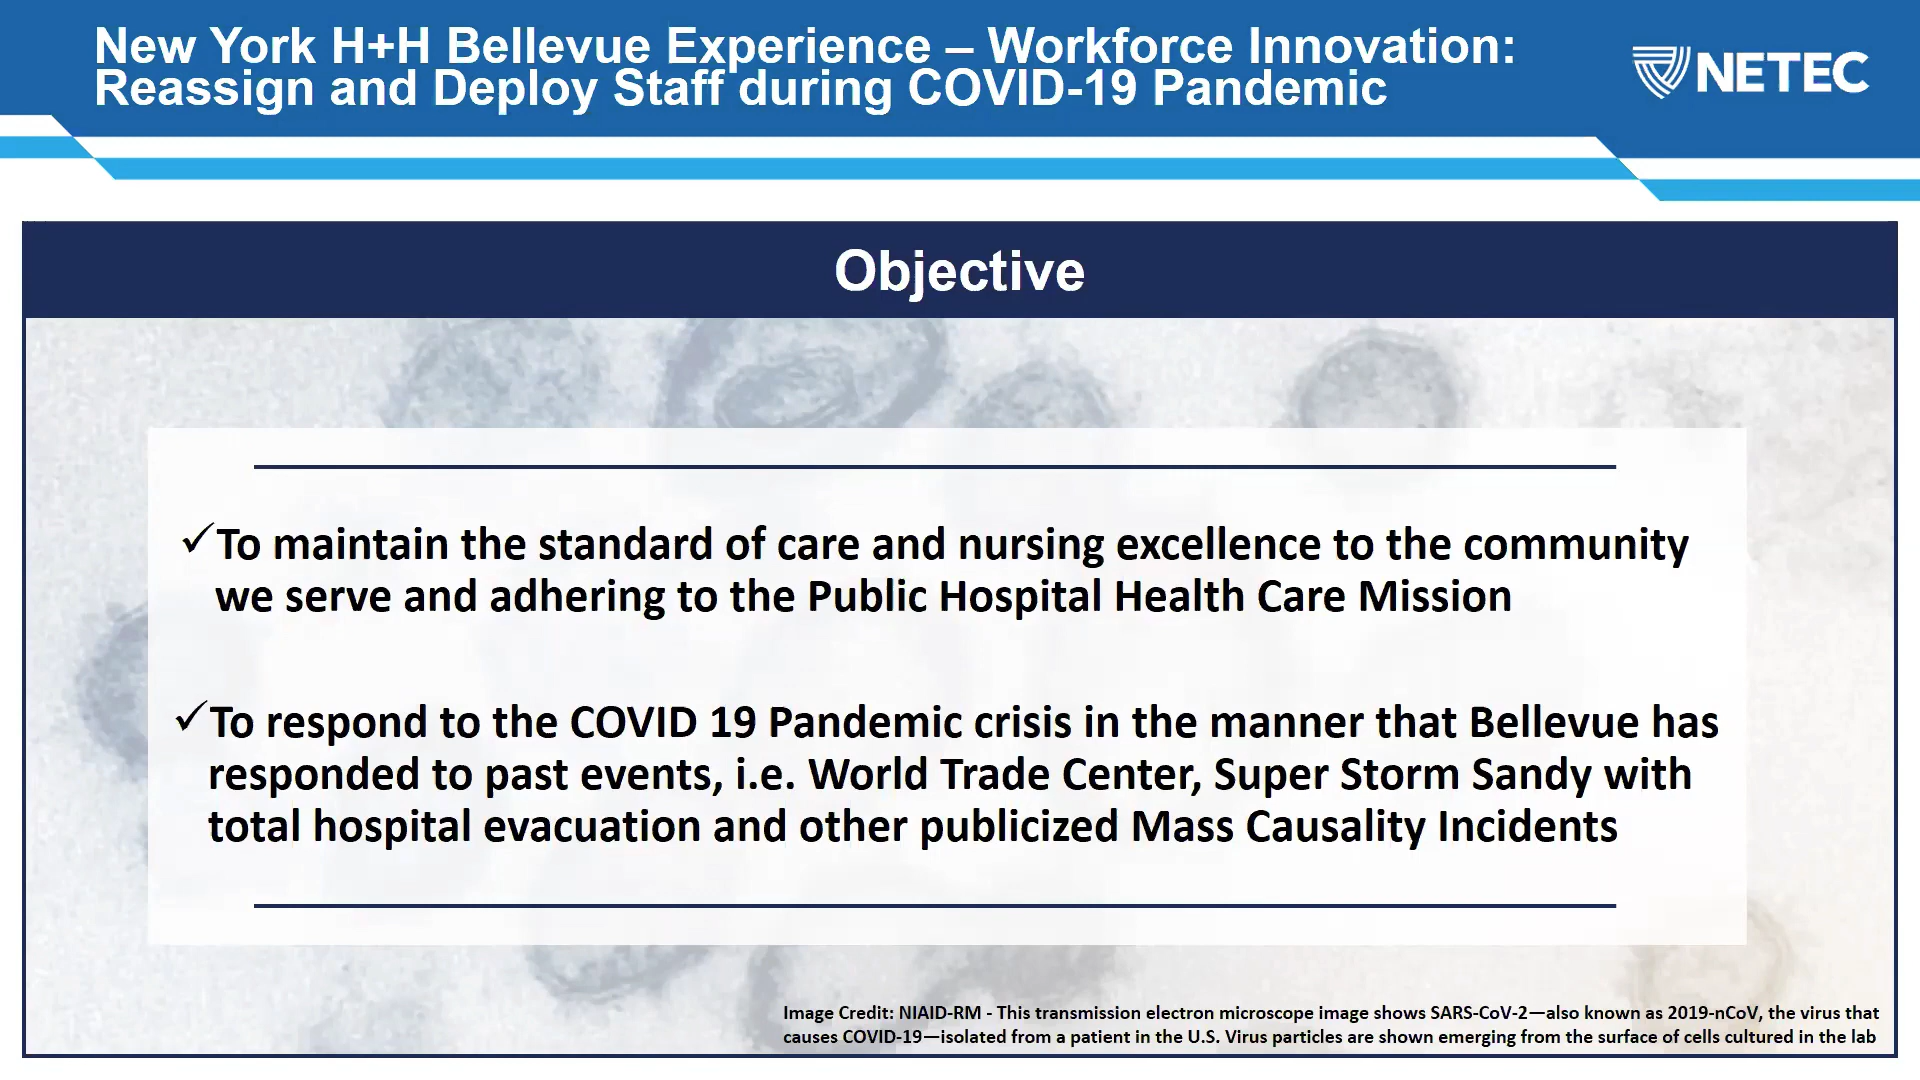 New York H+H Bellevue Experience – Workforce Innovation:
Reassign and Deploy Staff during COVID-19 Pandemic
NETEC
Objective
✓To maintain the standard of care and nursing excellence to the community
we serve and adhering to the Public Hospital Health Care Mission
✓To respond to the COVID 19 Pandemic crisis in the manner that Bellevue has
responded to past events, i.e. World Trade Center, Super Storm Sandy with
total hospital evacuation and other publicized Mass Causality Incidents
Image Credit: NIAID-RM - This transmission electron microscope image shows SARS-CoV-2—also known as 2019-nCoV, the virus that
causes COVID-19—isolated from a patient in the U.S. Virus particles are shown emerging from the surface of cells cultured in the lab